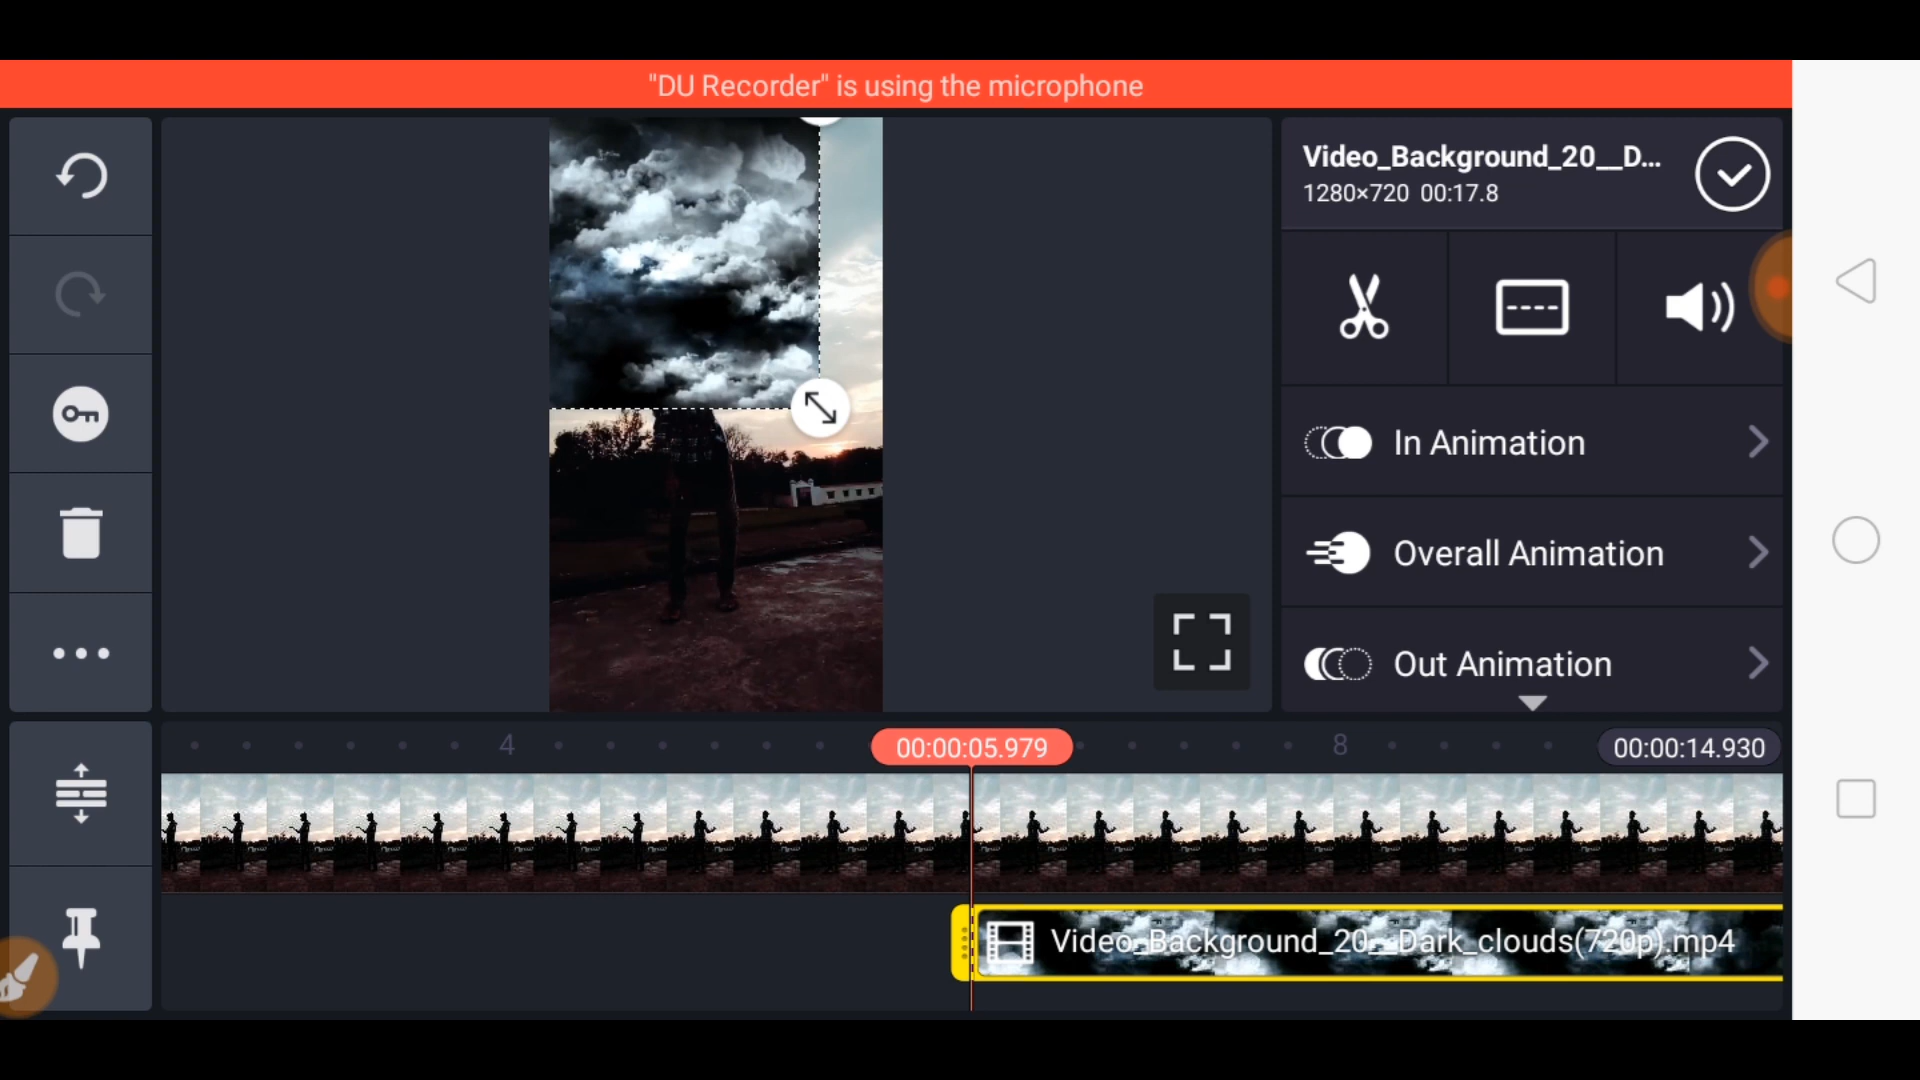 "DU Recorder" is using the microphone
Video_Background_20__D...
1280×720 00:17.8
In Animation
Overall Animation
Out Animation
4
00:00:05.979
8
00:00:14.930
Video_Background_20__Dark_clouds(720p).mp4